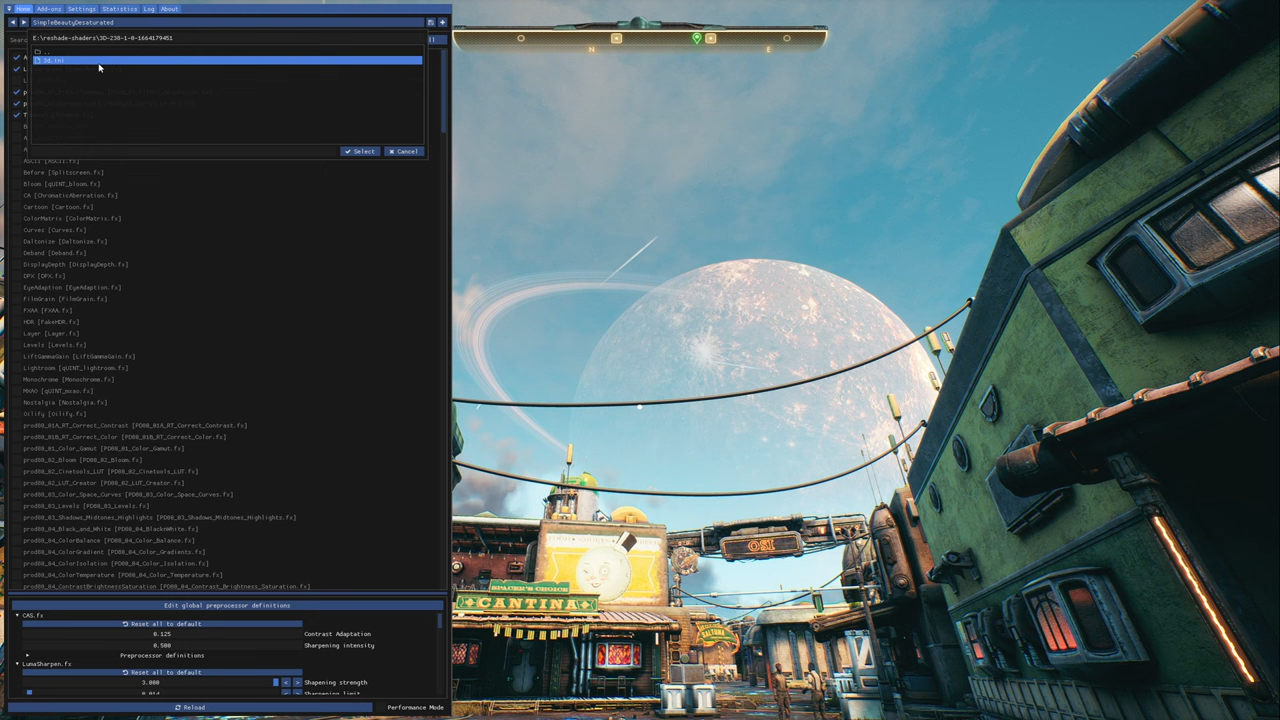 Home Add-ons Settings Statistics Log About
SimpleBeautyDesaturated
E:\reshade-shaders\3D-238-1-0-1664179451
..
3d.ini
Select Cancel
ASCII [ASCII.fx]
Before [Splitscreen.fx]
Bloom [qUINT_bloom.fx]
CA [ChromaticAberration.fx]
Cartoon [Cartoon.fx]
ColorMatrix [ColorMatrix.fx]
Curves [Curves.fx]
Daltonize [Daltonize.fx]
Deband [Deband.fx]
DisplayDepth [DisplayDepth.fx]
DPX [DPX.fx]
EyeAdaption [EyeAdaption.fx]
FilmGrain [FilmGrain.fx]
FXAA [FXAA.fx]
HDR [FakeHDR.fx]
Layer [Layer.fx]
Levels [Levels.fx]
LiftGammaGain [LiftGammaGain.fx]
Lightroom [qUINT_lightroom.fx]
Monochrome [Monochrome.fx]
MXAO [qUINT_mxao.fx]
Nostalgia [Nostalgia.fx]
Oilify [Oilify.fx]
prod80_01A_RT_Correct_Contrast [PD80_01A_RT_Correct_Contrast.fx]
prod80_01B_RT_Correct_Color [PD80_01B_RT_Correct_Color.fx]
prod80_01_Color_Gamut [PD80_01_Color_Gamut.fx]
prod80_02_Bloom [PD80_02_Bloom.fx]
prod80_02_Cinetools_LUT [PD80_02_Cinetools_LUT.fx]
prod80_02_LUT_Creator [PD80_02_LUT_Creator.fx]
prod80_03_Color_Space_Curves [PD80_03_Color_Space_Curves.fx]
prod80_03_Levels [PD80_03_Levels.fx]
prod80_03_Shadows_Midtones_Highlights [PD80_03_Shadows_Midtones_Highlights.fx]
prod80_04_Black_and_White [PD80_04_BlacknWhite.fx]
prod80_04_ColorBalance [PD80_04_Color_Balance.fx]
prod80_04_ColorGradient [PD80_04_Color_Gradients.fx]
prod80_04_ColorIsolation [PD80_04_Color_Isolation.fx]
prod80_04_ColorTemperature [PD80_04_Color_Temperature.fx]
prod80_04_ContrastBrightnessSaturation [PD80_04_Contrast_Brightness_Saturation.fx]
Edit global preprocessor definitions
CAS.fx
Reset all to default
0.125 Contrast Adaptation
0.500 Sharpening intensity
Preprocessor definitions
LumaSharpen.fx
Reset all to default
3.000 < > Shapening strength
Reload Performance Mode
N E
OSI
SPACER'S CHOICE
CANTINA